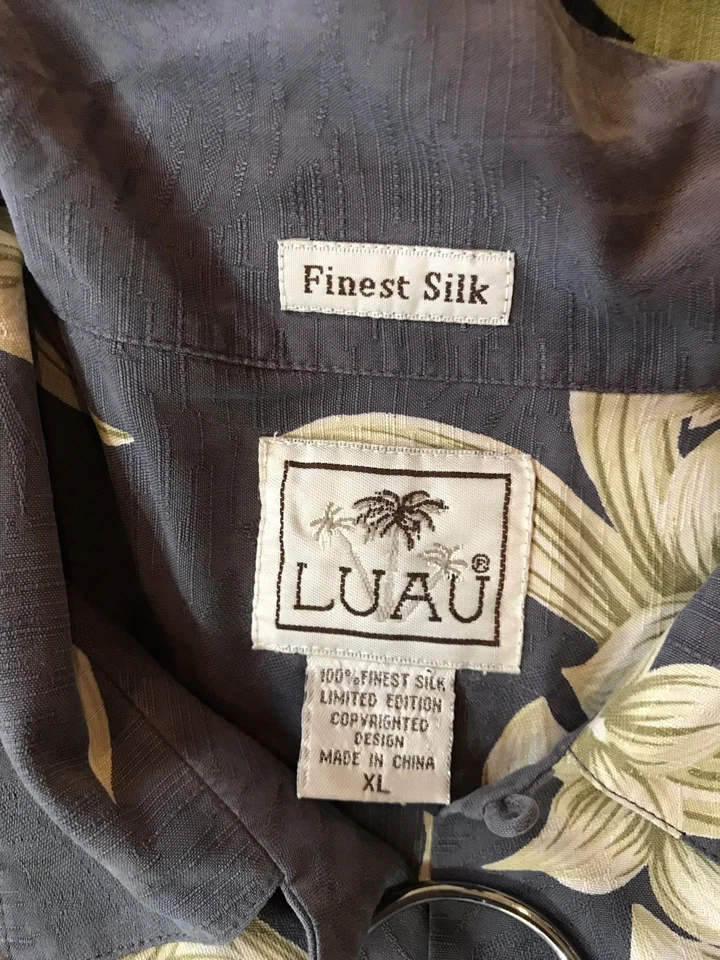 Finest Silk
LUAU®
100% FINEST SILK
LIMITED EDITION
COPYRIGHTED
DESIGN
MADE IN CHINA
XL